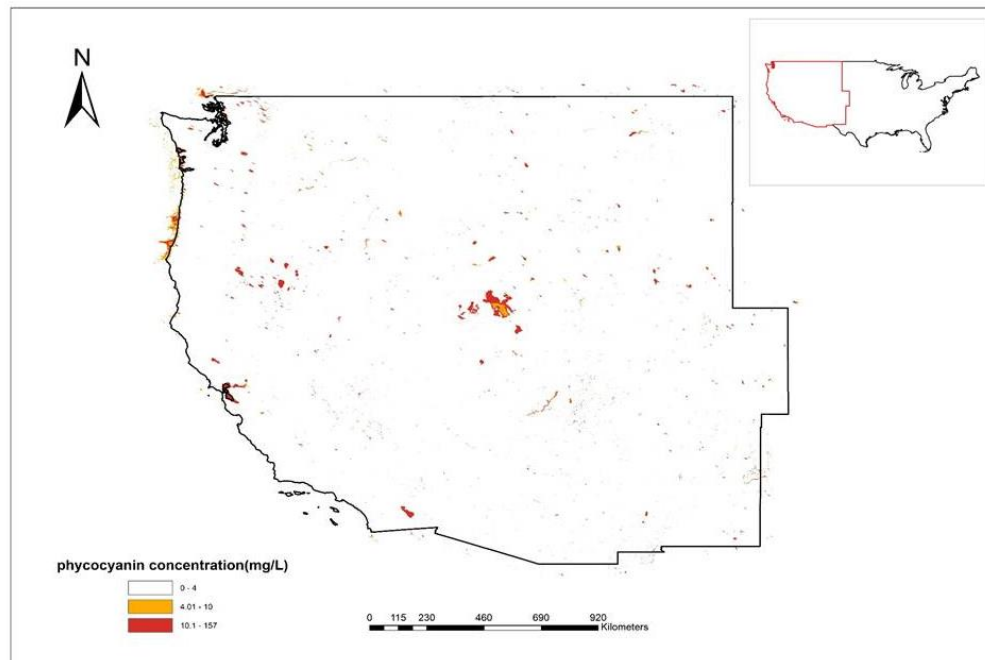 N
phycocyanin concentration(mg/L)
0 - 4
4.01 - 10
10.1 - 157
0 115 230 460 690 920
Kilometers